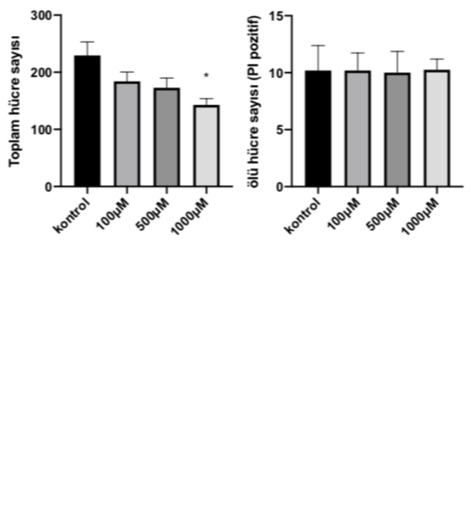 Toplam hücre sayısı
300
200
100
0
*
kontrol
100µM
500µM
1000µM
ölü hücre sayısı (PI pozitif)
15
10
5
0
kontrol
100µM
500µM
1000µM